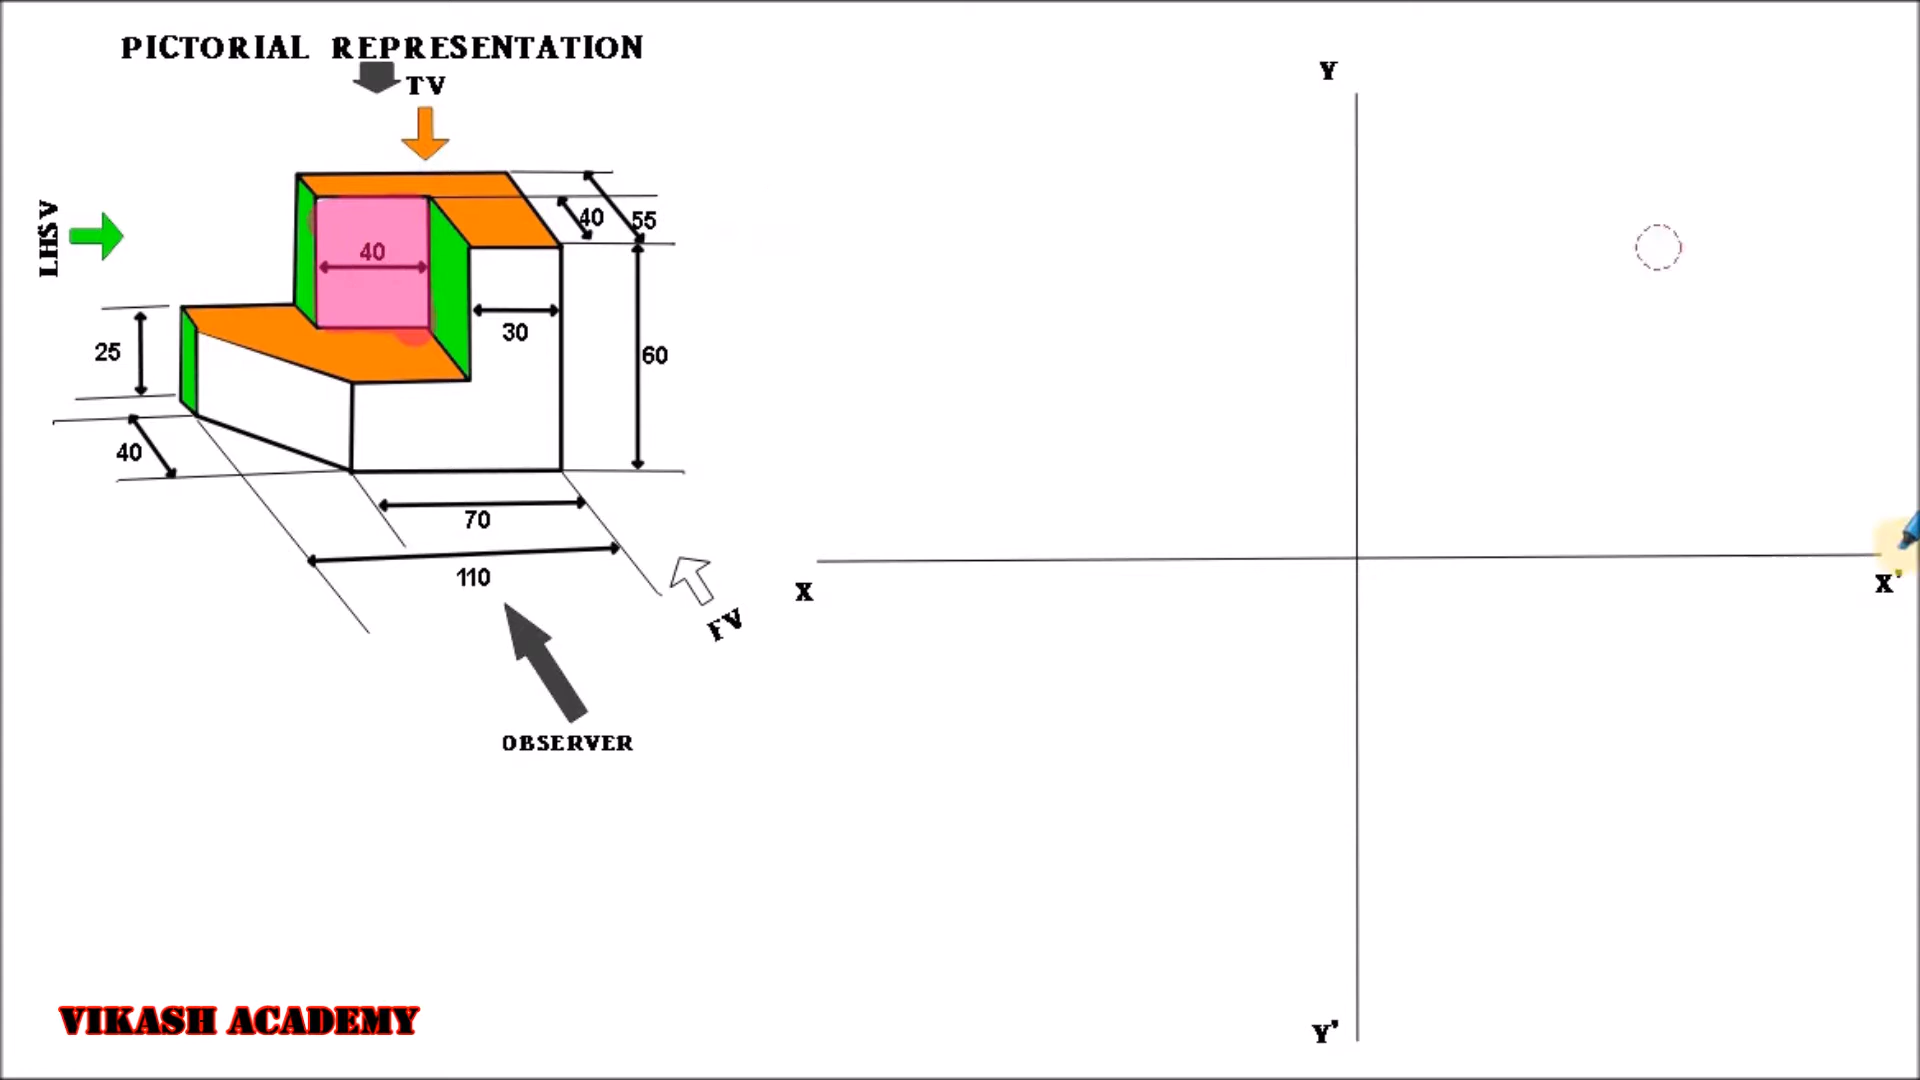 PICTORIAL REPRESENTATION
TV
Y
LHSV
40
55
40
30
25
60
40
70
110
X
X'
FV
OBSERVER
VIKASH ACADEMY
Y'